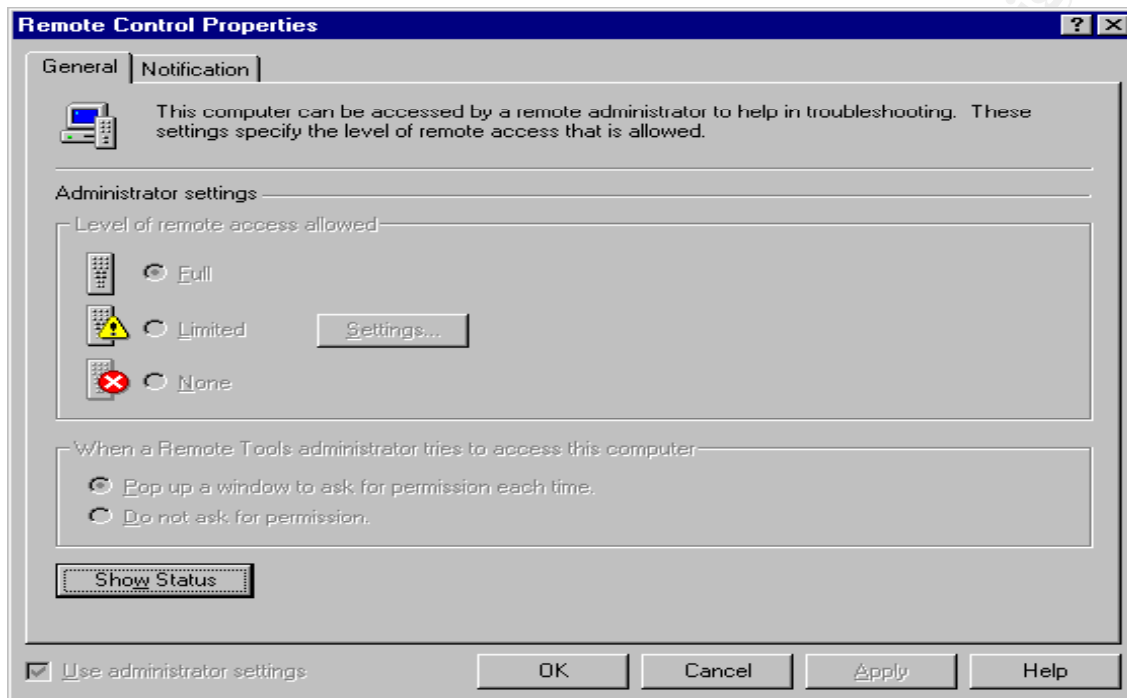 Remote Control Properties
General
Notification
This computer can be accessed by a remote administrator to help in troubleshooting. These
settings specify the level of remote access that is allowed.
Administrator settings
Level of remote access allowed
Full
Limited
Settings...
None
When a Remote Tools administrator tries to access this computer
Pop up a window to ask for permission each time.
Do not ask for permission.
Show Status
Use administrator settings
OK
Cancel
Apply
Help